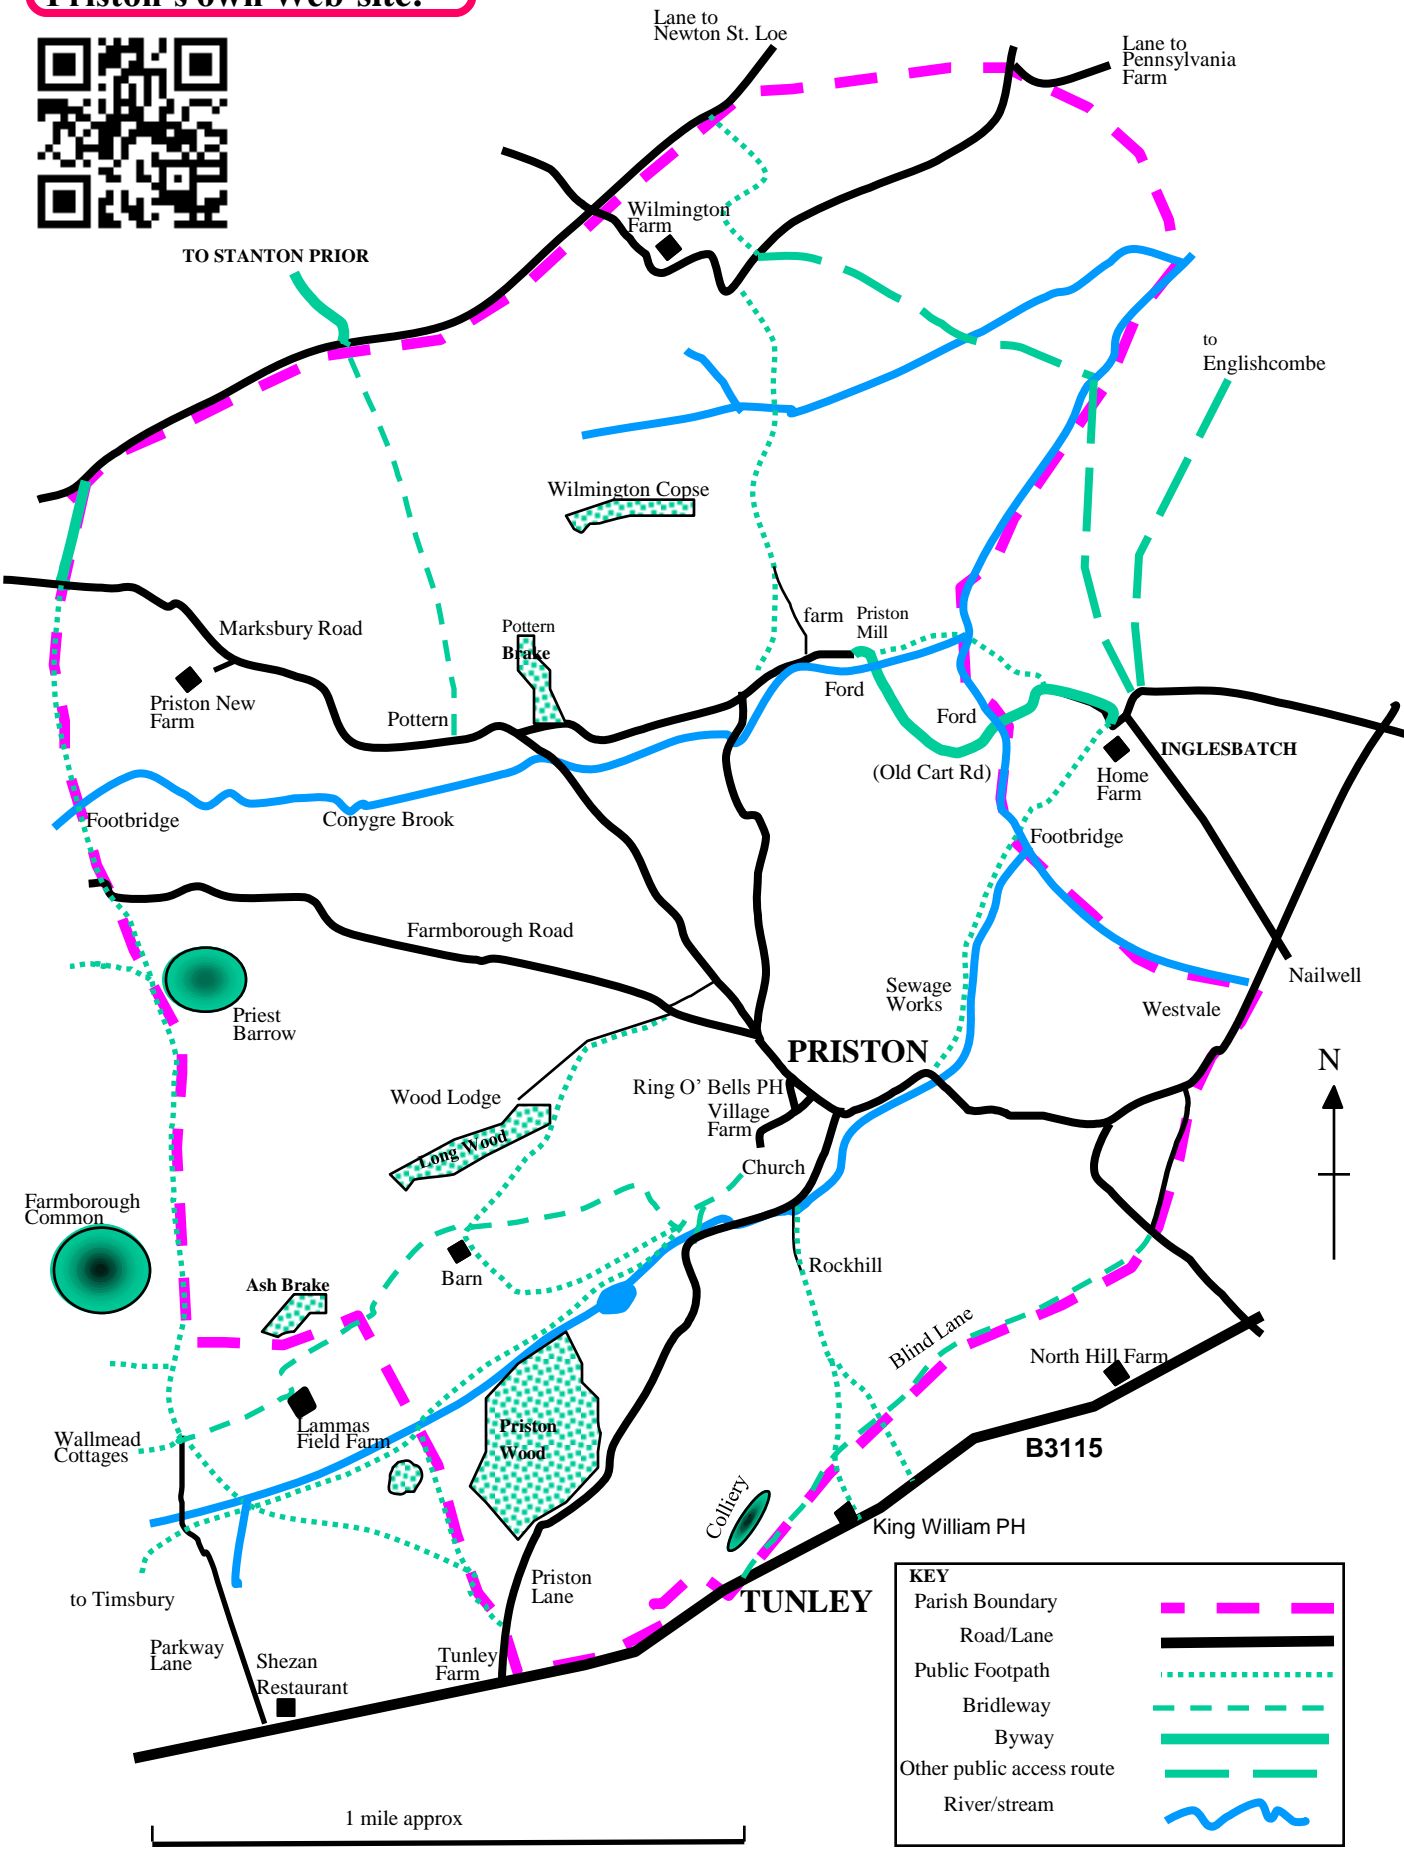 Priston's own Web site!
Lane to
Newton St. Loe
Lane to
Pennsylvania
Farm
Wilmington
Farm
TO STANTON PRIOR
to
Englishcombe
Wilmington Copse
Marksbury Road
Pottern
Brake
farm
Priston
Mill
Priston New
Farm
Pottern
Ford
Ford
(Old Cart Rd)
INGLESBATCH
Home
Farm
Footbridge
Conygre Brook
Footbridge
Farmborough Road
Sewage
Works
Nailwell
Westvale
Priest
Barrow
PRISTON
N
Wood Lodge
Ring O' Bells PH
Village
Farm
Long Wood
Church
Farmborough
Common
Barn
Rockhill
Ash Brake
Blind Lane
North Hill Farm
Lammas
Field Farm
Priston
Wood
Wallmead
Cottages
B3115
Colliery
King William PH
to Timsbury
Priston
Lane
TUNLEY
Parkway
Lane
Shezan
Restaurant
Tunley
Farm
KEY
Parish Boundary
Road/Lane
Public Footpath
Bridleway
Byway
Other public access route
River/stream
1 mile approx